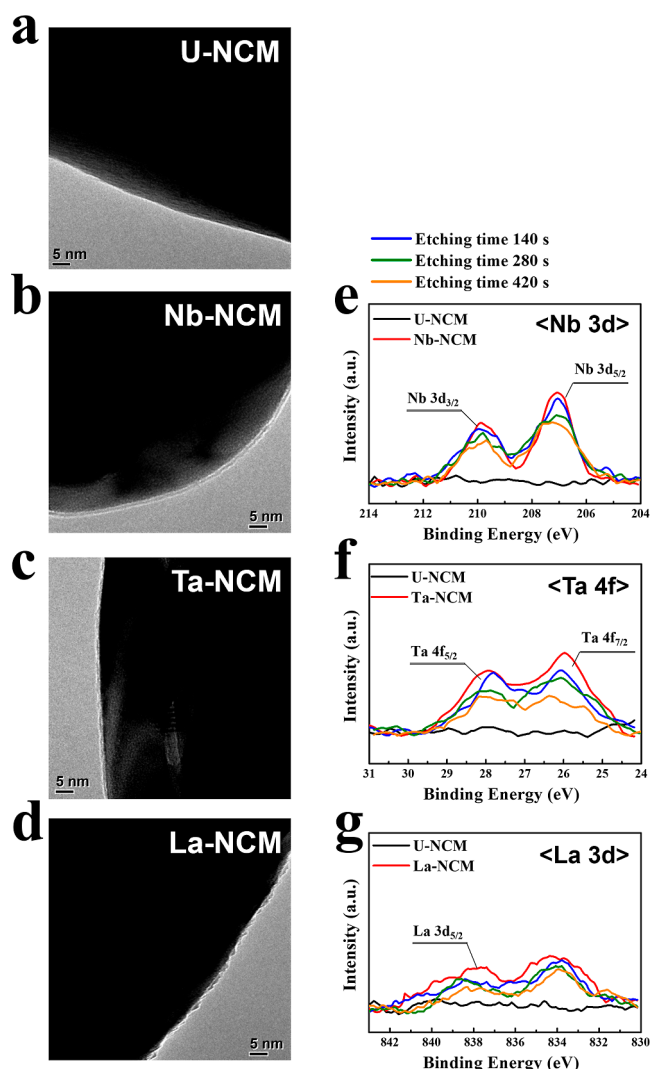 a
U-NCM
5 nm
b
Nb-NCM
5 nm
c
Ta-NCM
5 nm
d
La-NCM
5 nm
Etching time 140 s
Etching time 280 s
Etching time 420 s
e
U-NCM
Nb-NCM
<Nb 3d>
Nb 3d3/2
Nb 3d5/2
Intensity (a.u.)
214 212 210 208 206 204
Binding Energy (eV)
f
U-NCM
Ta-NCM
<Ta 4f>
Ta 4f5/2
Ta 4f7/2
Intensity (a.u.)
31 30 29 28 27 26 25 24
Binding Energy (eV)
g
U-NCM
La-NCM
<La 3d>
La 3d5/2
Intensity (a.u.)
842 840 838 836 834 832 830
Binding Energy (eV)